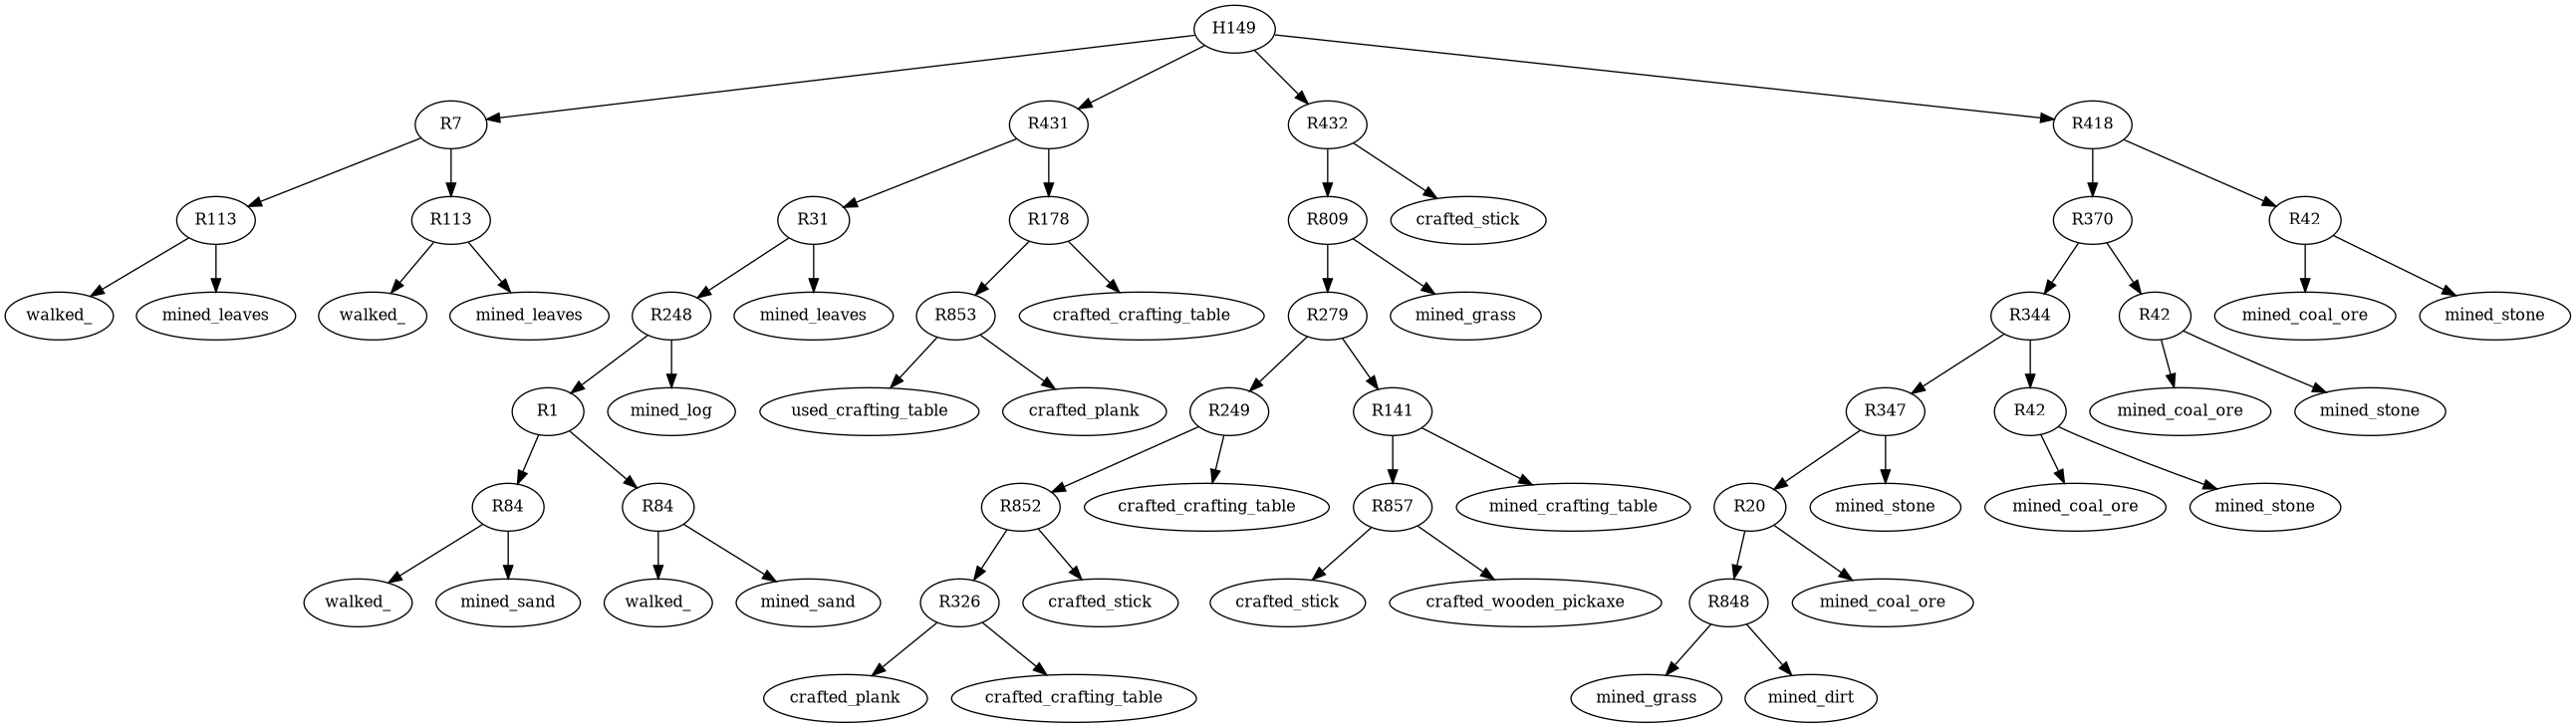 H149
R7
R431
R432
R418
R113
R113
R31
R178
R809
crafted_stick
R370
R42
walked_
mined_leaves
walked_
mined_leaves
R248
mined_leaves
R853
crafted_crafting_table
R279
mined_grass
R344
R42
mined_coal_ore
mined_stone
R1
mined_log
used_crafting_table
crafted_plank
R249
R141
R347
R42
mined_coal_ore
mined_stone
R84
R84
R852
crafted_crafting_table
R857
mined_crafting_table
R20
mined_stone
mined_coal_ore
mined_stone
walked_
mined_sand
walked_
mined_sand
R326
crafted_stick
crafted_stick
crafted_wooden_pickaxe
R848
mined_coal_ore
crafted_plank
crafted_crafting_table
mined_grass
mined_dirt